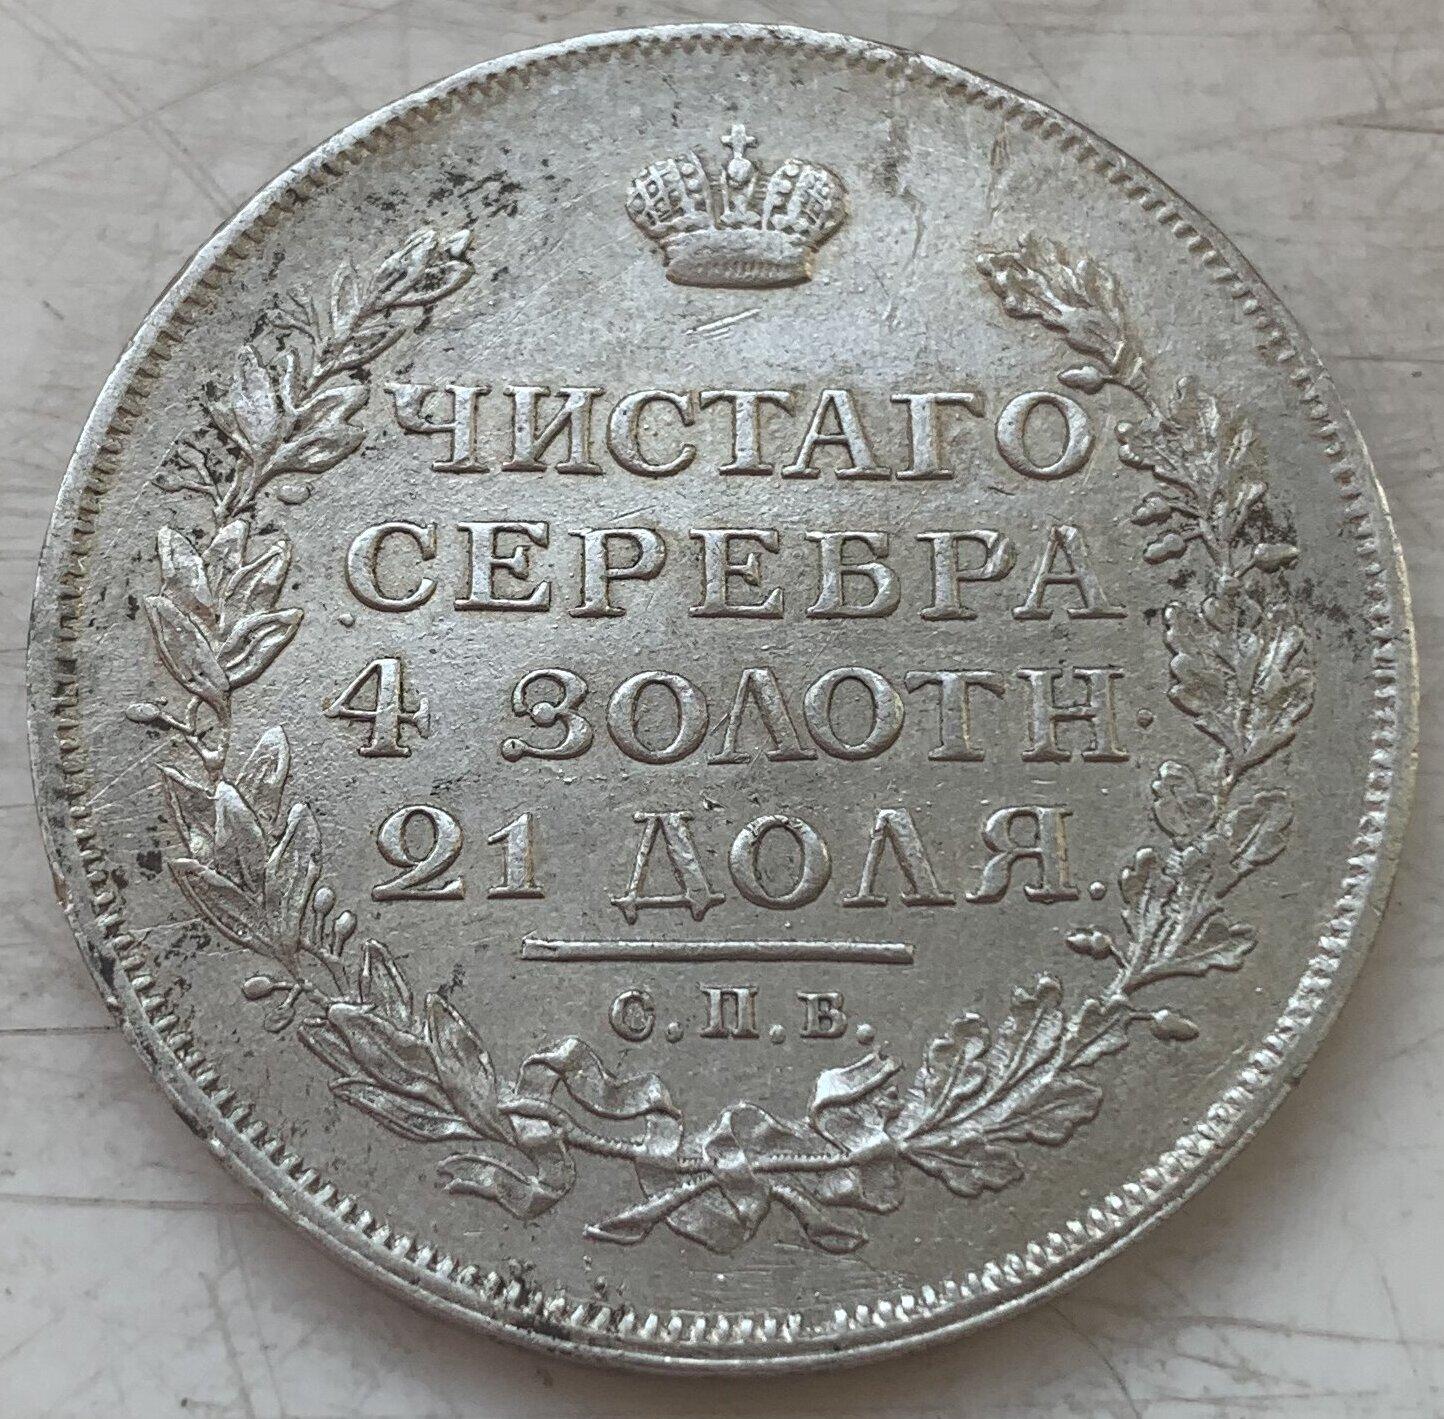 ЧИСТАГО
СЕРЕБРА
4 ЗОЛОТН.
21 ДОЛЯ.
С.П.Б.